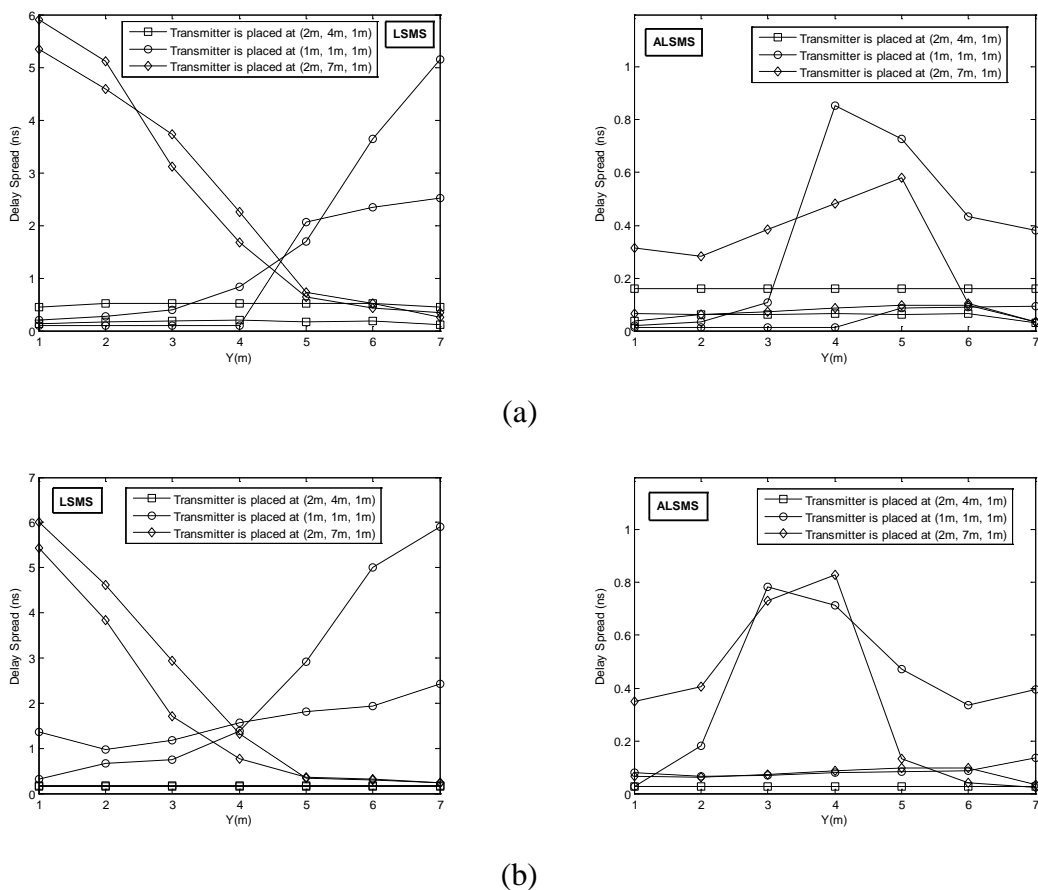 6
5
4
3
2
1
0
1 2 3 4 5 6 7
Y(m)
Delay Spread (ns)
Transmitter is placed at (2m, 4m, 1m)
Transmitter is placed at (1m, 1m, 1m)
Transmitter is placed at (2m, 7m, 1m)
LSMS
1
0.8
0.6
0.4
0.2
0
1 2 3 4 5 6 7
Y(m)
Delay Spread (ns)
ALSMS
Transmitter is placed at (2m, 4m, 1m)
Transmitter is placed at (1m, 1m, 1m)
Transmitter is placed at (2m, 7m, 1m)
(a)
7
6
5
4
3
2
1
0
1 2 3 4 5 6 7
Y(m)
Delay Spread (ns)
LSMS
Transmitter is placed at (2m, 4m, 1m)
Transmitter is placed at (1m, 1m, 1m)
Transmitter is placed at (2m, 7m, 1m)
1
0.8
0.6
0.4
0.2
0
1 2 3 4 5 6 7
Y(m)
Delay Spread (ns)
ALSMS
Transmitter is placed at (2m, 4m, 1m)
Transmitter is placed at (1m, 1m, 1m)
Transmitter is placed at (2m, 7m, 1m)
(b)